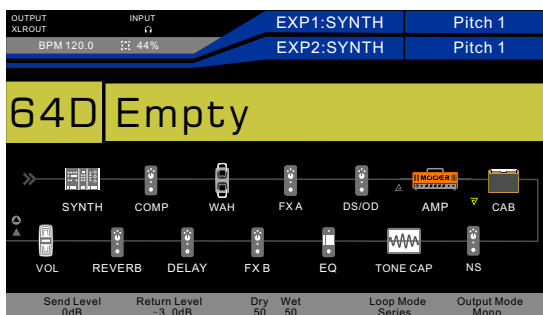 OUTPUT INPUT EXP1:SYNTH Pitch 1
XLROUT
BPM 120.0 44% EXP2:SYNTH Pitch 1
64D Empty
MOOER
SYNTH COMP WAH FX A DS/OD AMP CAB
VOL REVERB DELAY FX B EQ TONE CAP NS
Send Level Return Level Dry Wet Loop Mode Output Mode
0dB -3.0dB 50 50 Series Mono